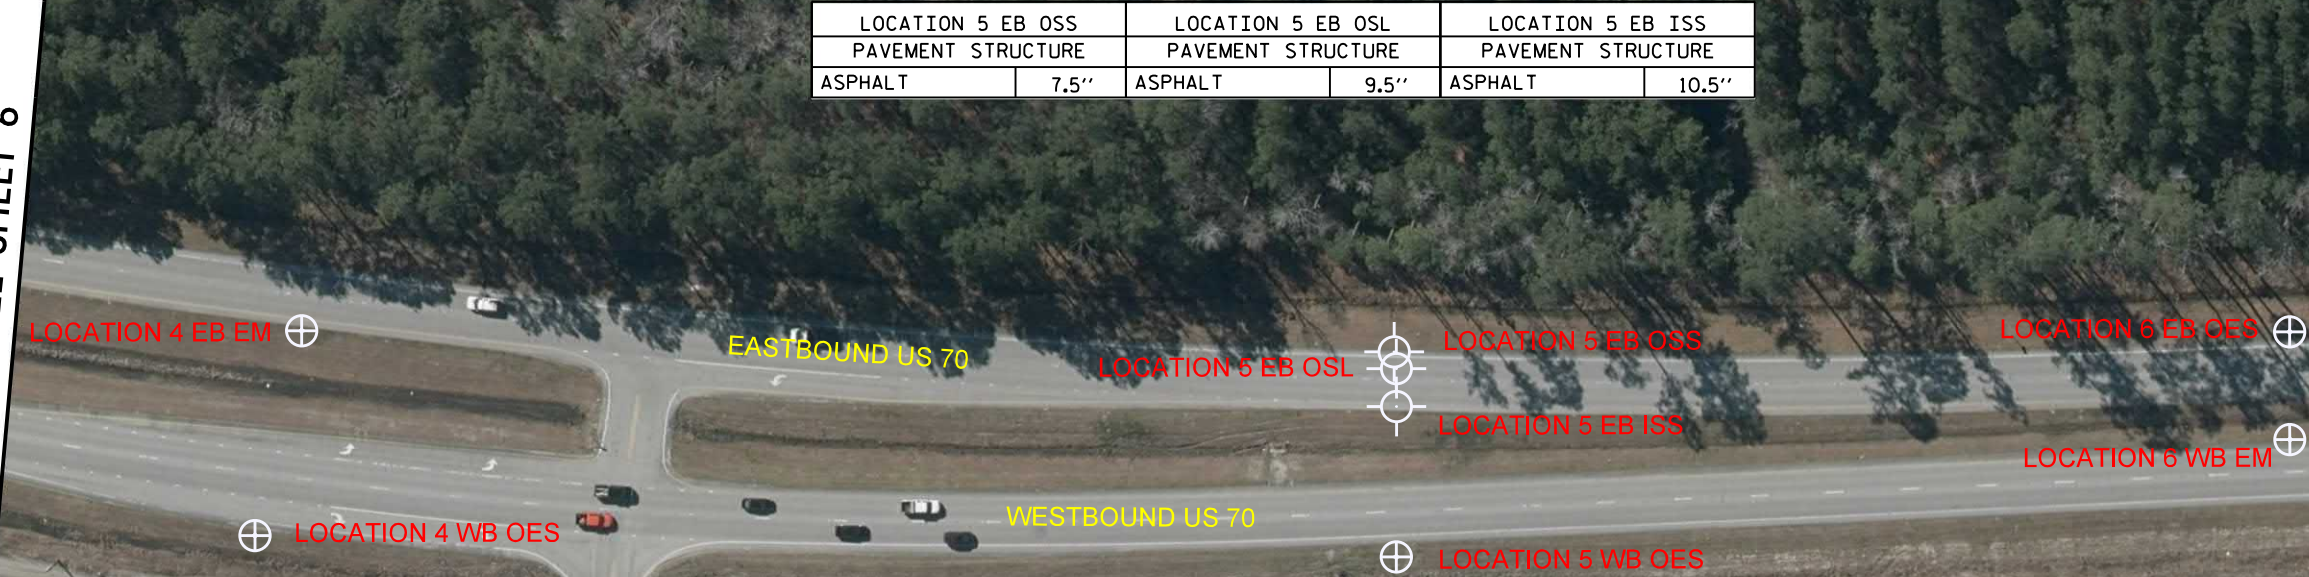 LOCATION 5 EB OSS LOCATION 5 EB OSL LOCATION 5 EB ISS
PAVEMENT STRUCTURE PAVEMENT STRUCTURE PAVEMENT STRUCTURE
ASPHALT 7.5'' ASPHALT 9.5'' ASPHALT 10.5''
SHEET 6
LOCATION 4 EB EM
EASTBOUND US 70
LOCATION 5 EB OSL
LOCATION 5 EB OSS
LOCATION 6 EB OES
LOCATION 5 EB ISS
LOCATION 6 WB EM
LOCATION 4 WB OES
WESTBOUND US 70
LOCATION 5 WB OES